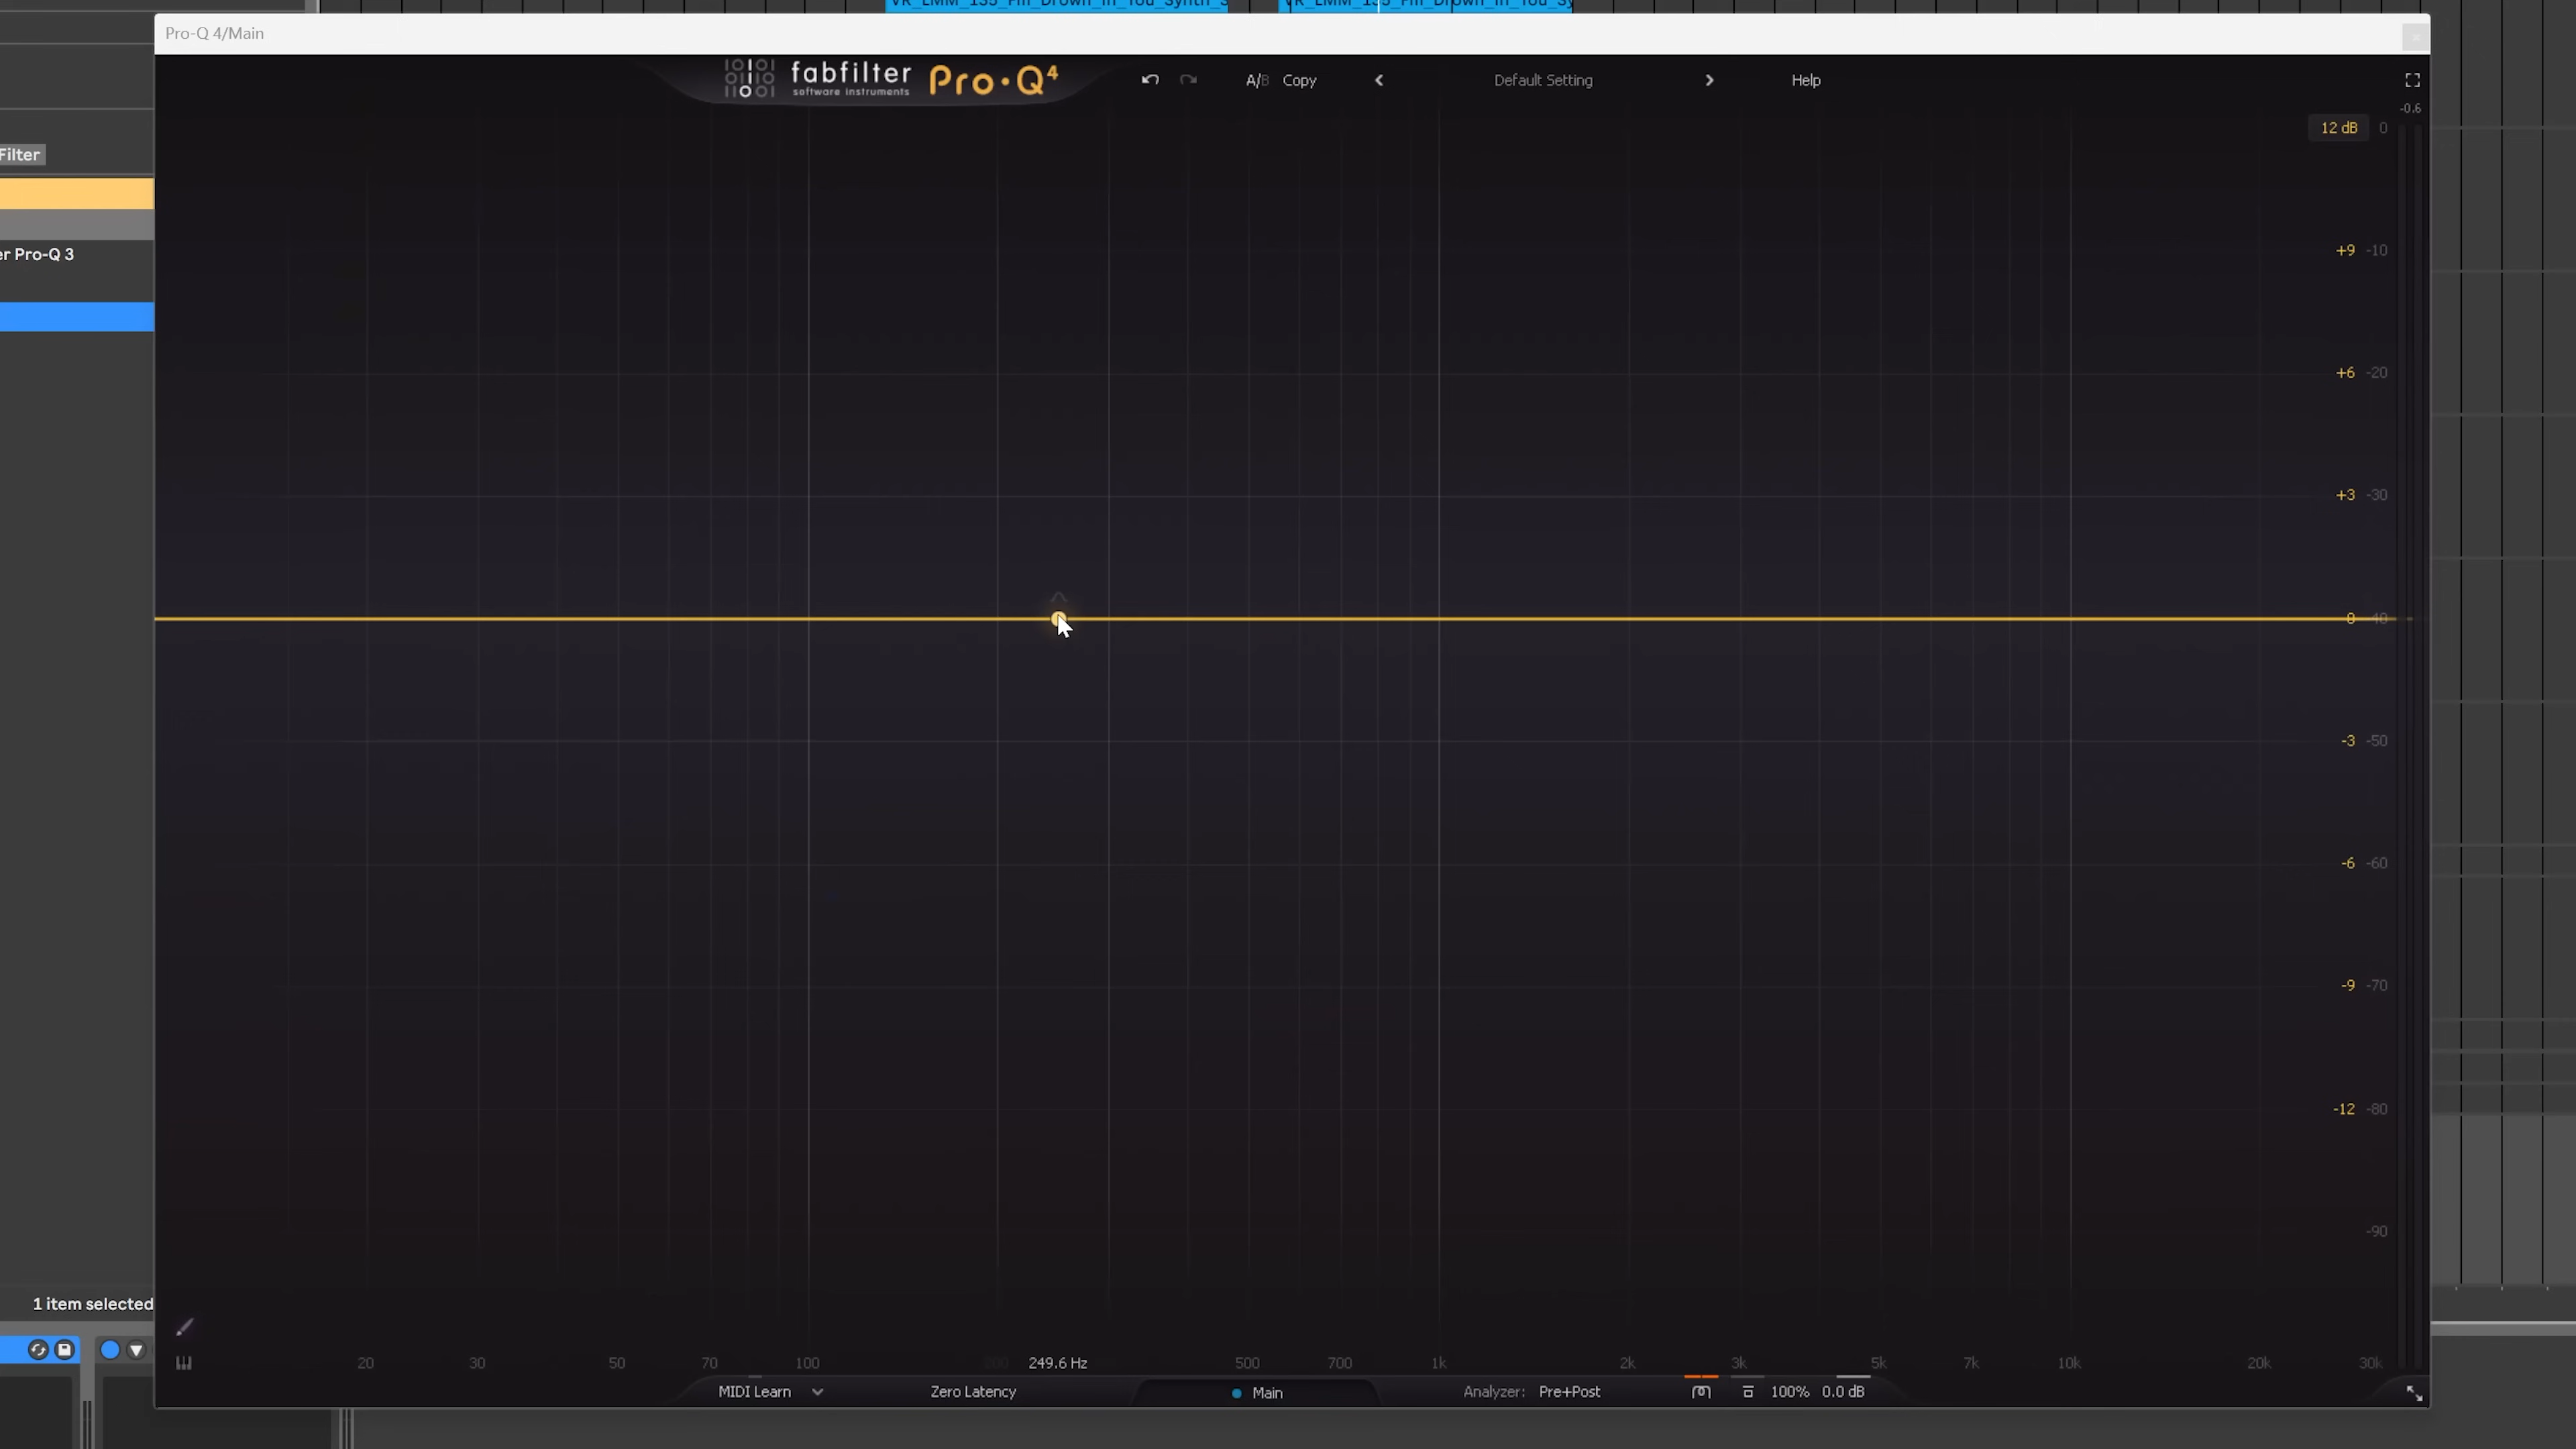 VR_LMM_135_Fm_Drown_In_You_Synth_S
VR_LMM_135_Fm_Drown_In_You_Sy
Pro-Q 4/Main
fabfilter
software instruments
Pro·Q4
A/B
Copy
Default Setting
Help
-0.6
12 dB
0
Filter
+9 -10
er Pro-Q 3
+6 -20
+3 -30
0 -40
-3 -50
-6 -60
-9 -70
-12 -80
-90
1 item selected
20 30 50 70 100 249.6 Hz 500 700 1k 2k 3k 5k 7k 10k 20k 30k
MIDI Learn
Zero Latency
Main
Analyzer: Pre+Post
100%
0.0 dB